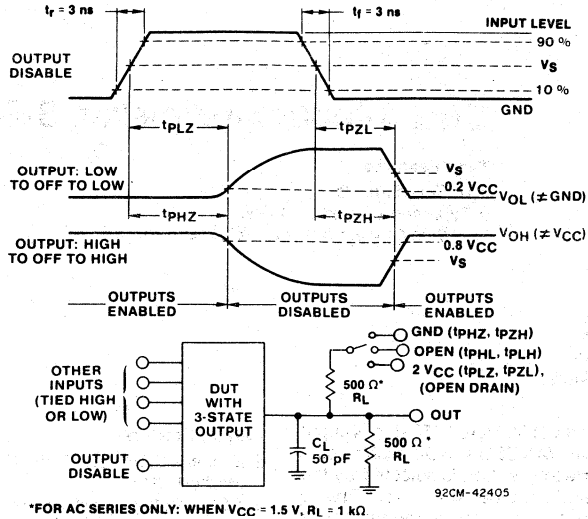 tr = 3 ns
tf = 3 ns
INPUT LEVEL
90 %
OUTPUT
DISABLE
VS
10 %
GND
tPLZ
tPZL
OUTPUT: LOW
TO OFF TO LOW
VS
0.2 VCC
VOL (≠GND)
tPHZ
tPZH
OUTPUT: HIGH
TO OFF TO
HIGH
VOH (≠ VCC)
0.8 VCC
VS
OUTPUTS
ENABLED
OUTPUTS
DISABLED
OUTPUTS
ENABLED
GND (tPHZ, tPZH)
OPEN (tPHL, tPLH)
2 VCC (tPLZ, tPZL),
(OPEN DRAIN)
OTHER
INPUTS
(TIED HIGH
OR LOW)
DUT
WITH
3-STATE
OUTPUT
500 Ω*
RL
OUT
OUTPUT
DISABLE
CL
50 pF
500 Ω*
RL
92CM-42405
*FOR AC SERIES ONLY: WHEN VCC = 1.5 V, RL = 1 kΩ